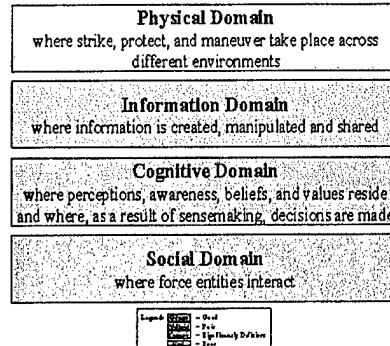 Physical Domain
where strike, protect, and maneuver take place across
different environments
Information Domain
where information is created, manipulated and shared
Cognitive Domain
where perceptions, awareness, beliefs, and values reside
and where, as a result of sensemaking, decisions are made
Social Domain
where force entities interact
Legend
- Good
- Fair